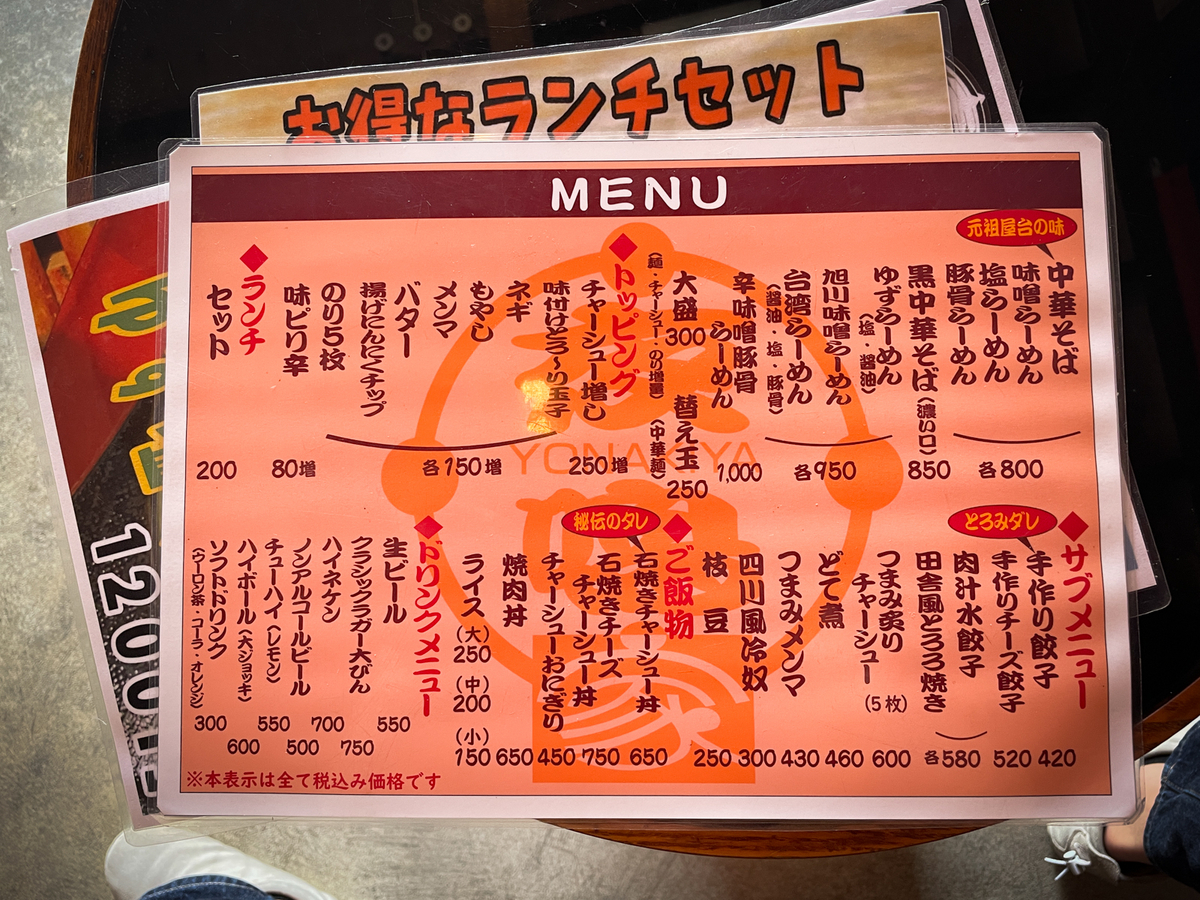 お得なランチセット
MENU
元祖屋台の味
中華そば
味噌らーめん
塩らーめん
豚骨らーめん
各800
黒中華そば(濃い口)
850
ゆずらーめん
(塩・醤油)
旭川味噌らーめん
台湾らーめん
(醤油・塩・豚骨)
各950
辛味噌豚骨
らーめん
1,000
大盛300
(麺・チャーシュー・のり増量)
替え玉
(中華麺)
250
◆トッピング
チャーシュー増し
250増
味付けとろ〜り玉子
ネギ
もやし
メンマ
バター
揚げにんにくチップ
のり5枚
各150増
味ピリ辛
80増
◆ランチ
セット
200
◆サブメニュー
とろみダレ
手作り餃子
420
手作りチーズ餃子
520
肉汁水餃子
田舎風とろろ焼き
各580
つまみ炙り
チャーシュー
(5枚)
600
どて煮
460
つまみメンマ
430
四川風冷奴
300
枝豆
250
◆ご飯物
秘伝のタレ
石焼きチャーシュー丼
650
石焼きチーズ
チャーシュー丼
750
チャーシューおにぎり
450
焼肉丼
650
ライス
(大)
250
(中)
200
(小)
150
◆ドリンクメニュー
生ビール
550
クラシックラガー大びん
750
ハイネケン
700
ノンアルコールビール
500
チューハイ(レモン)
550
ハイボール(大ジョッキ)
600
ソフトドリンク
(ウーロン茶・コーラ・オレンジ)
300
※本表示は全て税込み価格です
YONAKIYA
ゆず
1200円